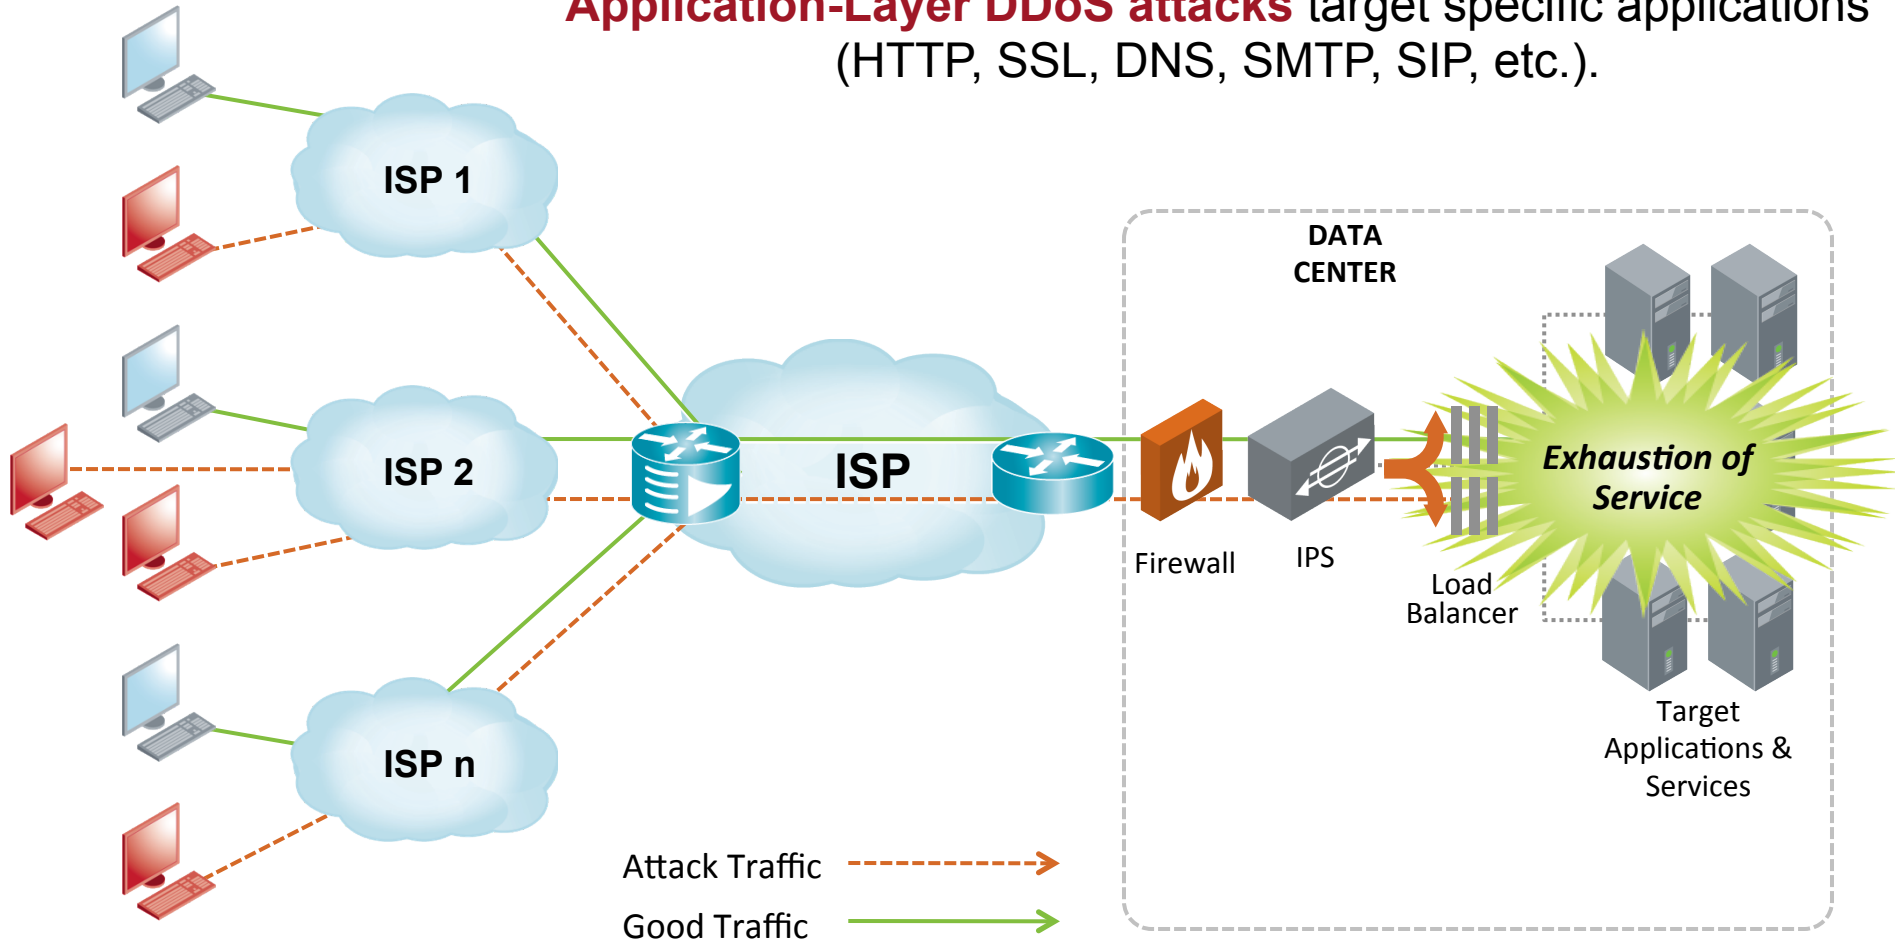 Application-Layer DDoS attacks target specific applications
(HTTP, SSL, DNS, SMTP, SIP, etc.).
ISP 1
DATA
CENTER
ISP 2
ISP
Exhaustion of
Service
Firewall
IPS
Load
Balancer
Target
Applications &
Services
ISP n
Attack Traffic
Good Traffic